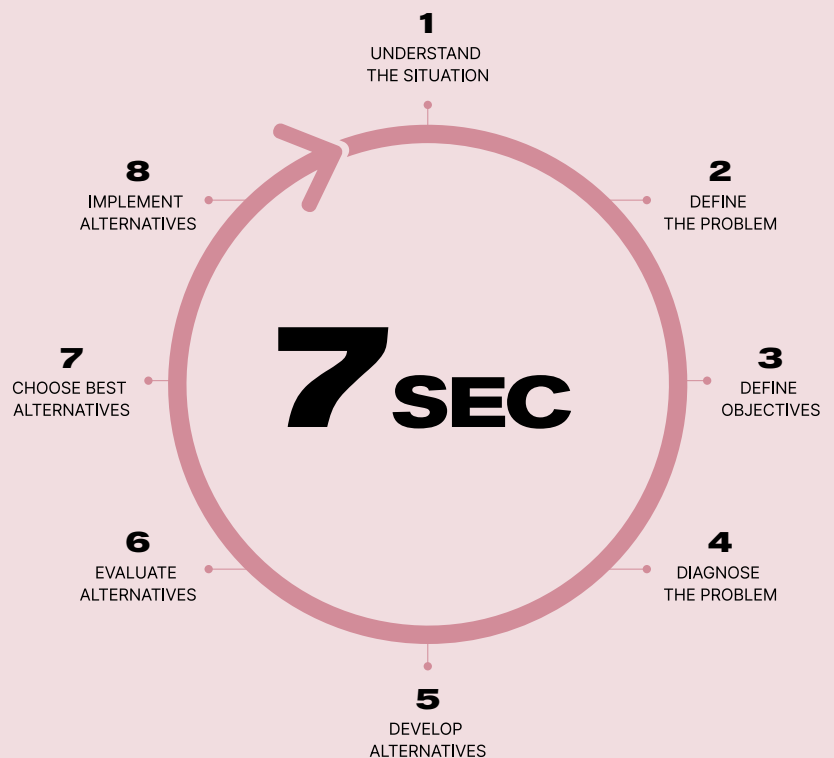 1
UNDERSTAND
THE SITUATION
2
DEFINE
THE PROBLEM
3
DEFINE
OBJECTIVES
4
DIAGNOSE
THE PROBLEM
5
DEVELOP
ALTERNATIVES
6
EVALUATE
ALTERNATIVES
7
CHOOSE BEST
ALTERNATIVES
8
IMPLEMENT
ALTERNATIVES
7 SEC